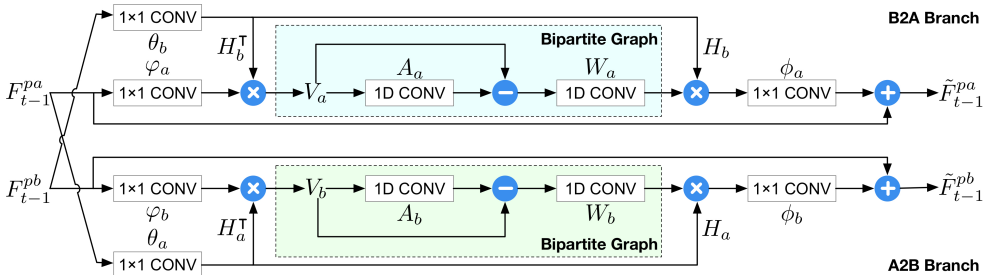 1×1 CONV
B2A Branch
θ_b
H_b^⊤
Bipartite Graph
H_b
φ_a
A_a
W_a
ϕ_a
F_{t−1}^{pa}
1×1 CONV
V_a
1D CONV
1D CONV
1×1 CONV
F̃_{t−1}^{pa}
F_{t−1}^{pb}
1×1 CONV
V_b
1D CONV
1D CONV
1×1 CONV
F̃_{t−1}^{pb}
φ_b
A_b
W_b
ϕ_b
θ_a
H_a^⊤
H_a
Bipartite Graph
1×1 CONV
A2B Branch